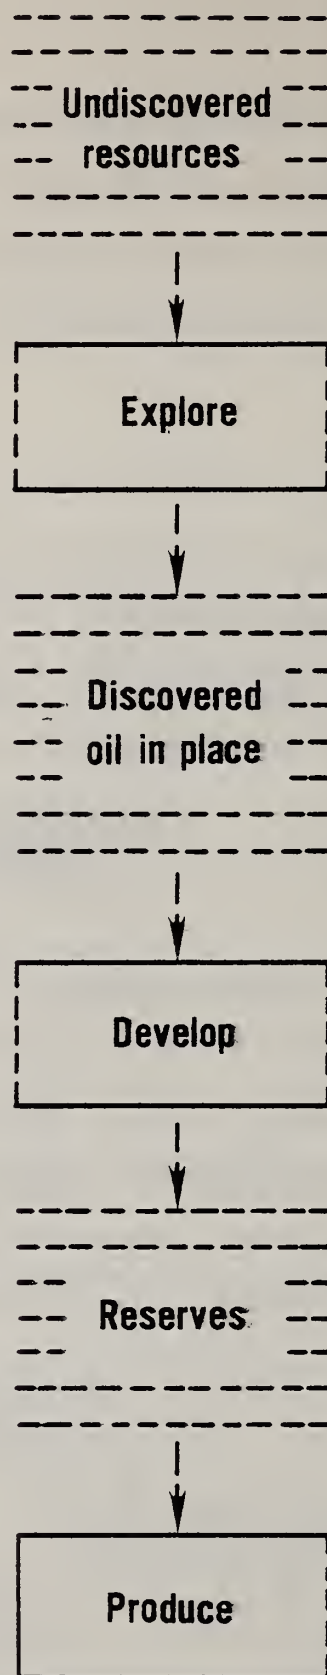 Undiscovered
resources
Explore
Discovered
oil in place
Develop
Reserves
Produce